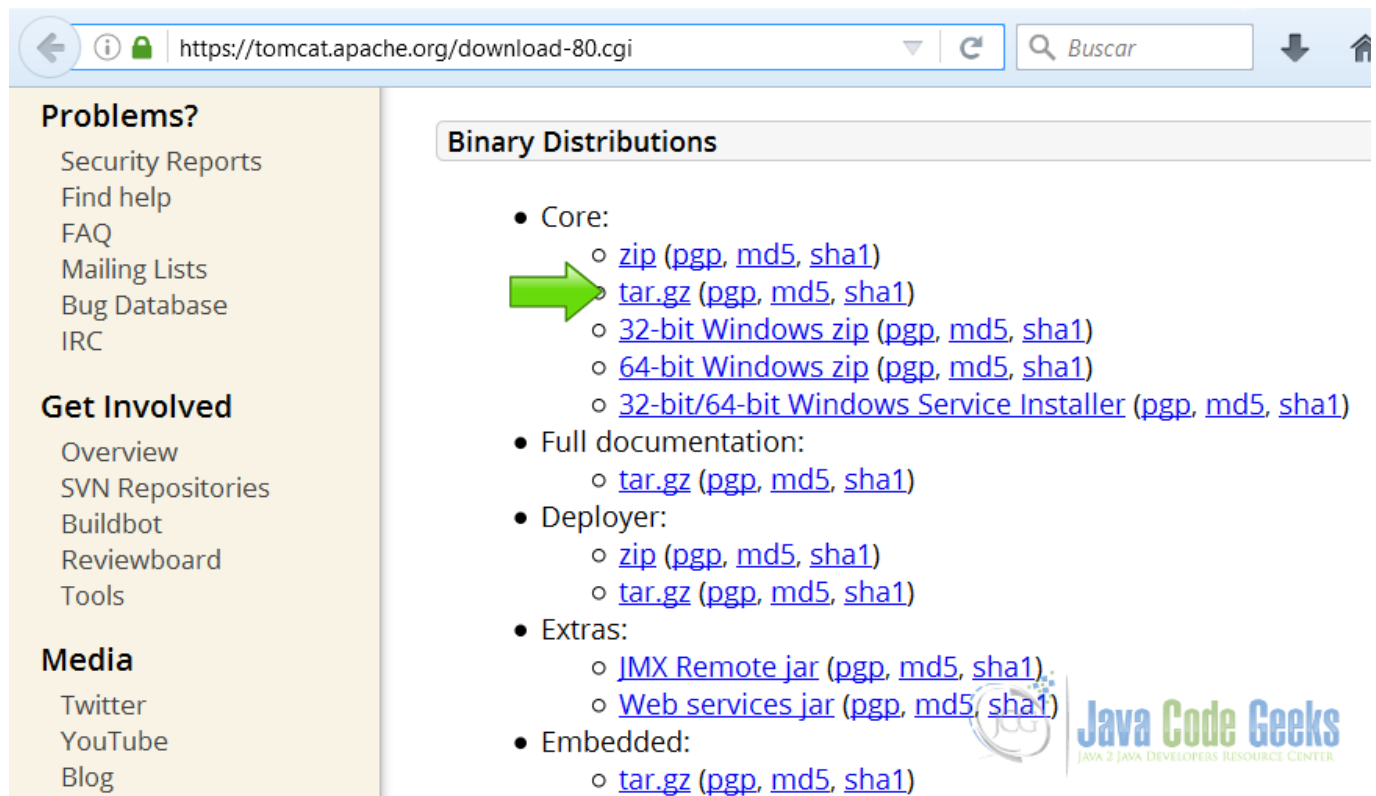 https://tomcat.apache.org/download-80.cgi
Buscar
Problems?
Security Reports
Find help
FAQ
Mailing Lists
Bug Database
IRC
Get Involved
Overview
SVN Repositories
Buildbot
Reviewboard
Tools
Media
Twitter
YouTube
Blog
Binary Distributions
Core:
zip (pgp, md5, sha1)
tar.gz (pgp, md5, sha1)
32-bit Windows zip (pgp, md5, sha1)
64-bit Windows zip (pgp, md5, sha1)
32-bit/64-bit Windows Service Installer (pgp, md5, sha1)
Full documentation:
tar.gz (pgp, md5, sha1)
Deployer:
zip (pgp, md5, sha1)
tar.gz (pgp, md5, sha1)
Extras:
JMX Remote jar (pgp, md5, sha1)
Web services jar (pgp, md5, sha1)
Embedded:
tar.gz (pgp, md5, sha1)
JCG
Java Code Geeks
JAVA 2 JAVA DEVELOPERS RESOURCE CENTER